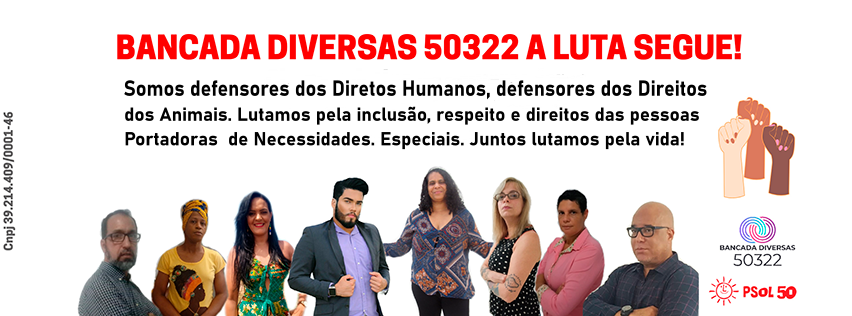 BANCADA DIVERSAS 50322 A LUTA SEGUE!
Somos defensores dos Diretos Humanos, defensores dos Direitos
dos Animais. Lutamos pela inclusão, respeito e direitos das pessoas
Portadoras de Necessidades. Especiais. Juntos lutamos pela vida!
Cnpj 39.214.409/0001-46
BANCADA DIVERSAS
50322
PSOL 50